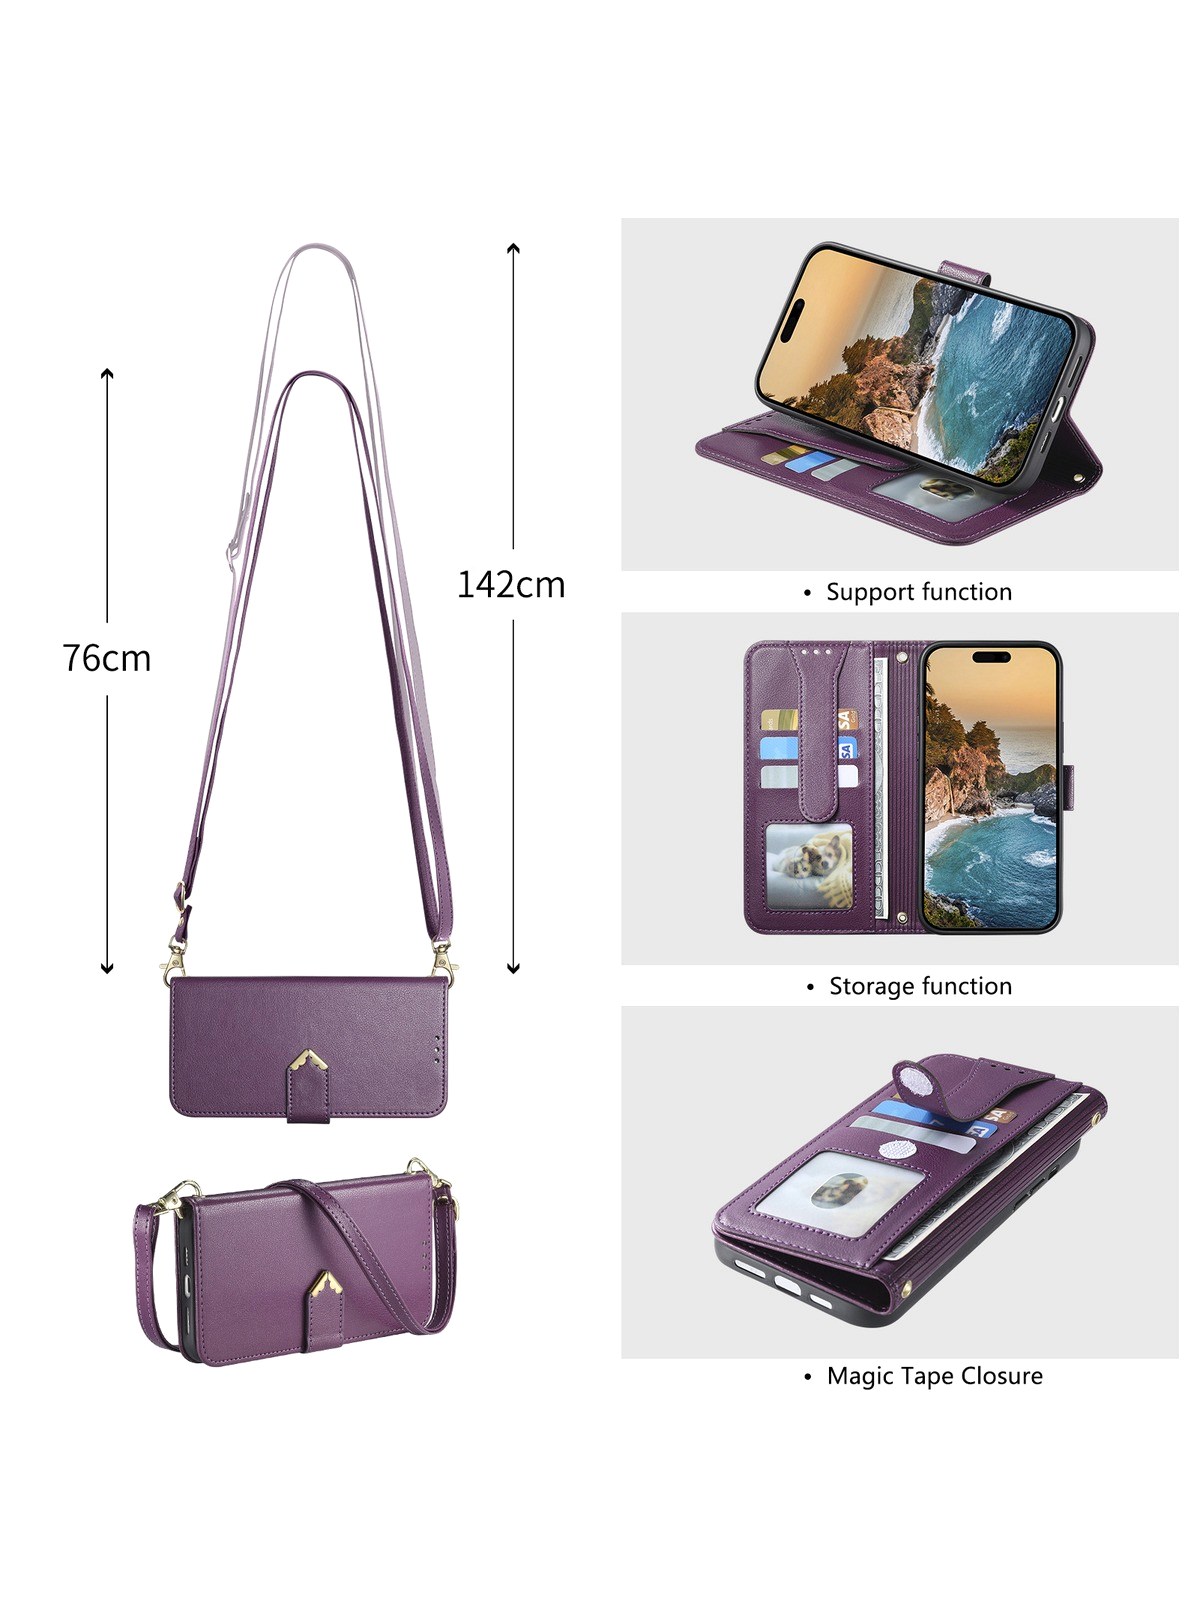 76cm
142cm
• Support function
• Storage function
• Magic Tape Closure